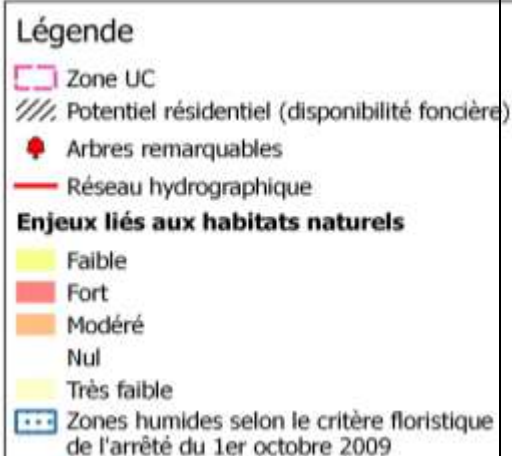 Légende
Zone UC
Potentiel résidentiel (disponibilité foncière)
Arbres remarquables
Réseau hydrographique
Enjeux liés aux habitats naturels
Faible
Fort
Modéré
Nul
Très faible
Zones humides selon le critère floristique
de l'arrêté du 1er octobre 2009